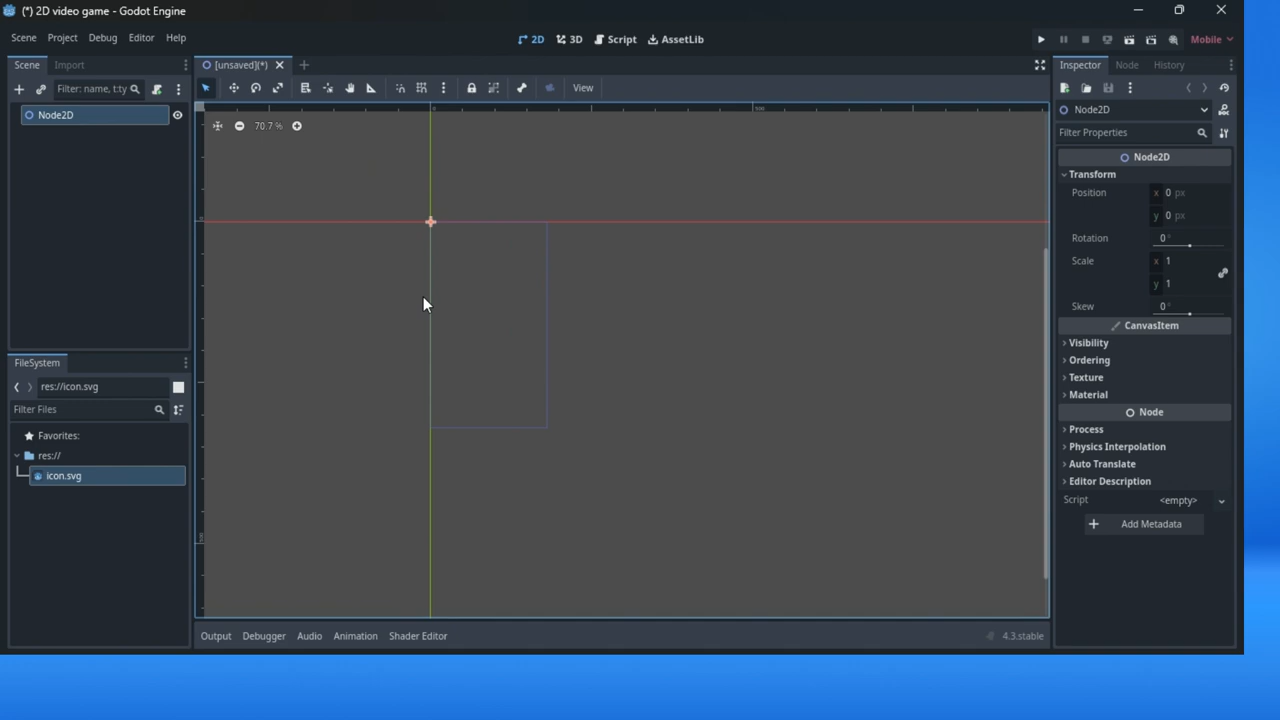 (*) 2D video game - Godot Engine
Scene Project Debug Editor Help
2D 3D Script AssetLib
Mobile
Scene Import
[unsaved](*)
Inspector Node History
Filter: name, t:ty
View
Node2D
Node2D
70.7 %
Filter Properties
0
500
Node2D
Transform
Position x 0 px
y 0 px
Rotation 0 °
Scale x 1
y 1
Skew 0 °
CanvasItem
Visibility
Ordering
Texture
Material
Node
Process
Physics Interpolation
Auto Translate
Editor Description
Script <empty>
Add Metadata
FileSystem
res://icon.svg
Filter Files
Favorites:
res://
icon.svg
Output Debugger Audio Animation Shader Editor
4.3.stable